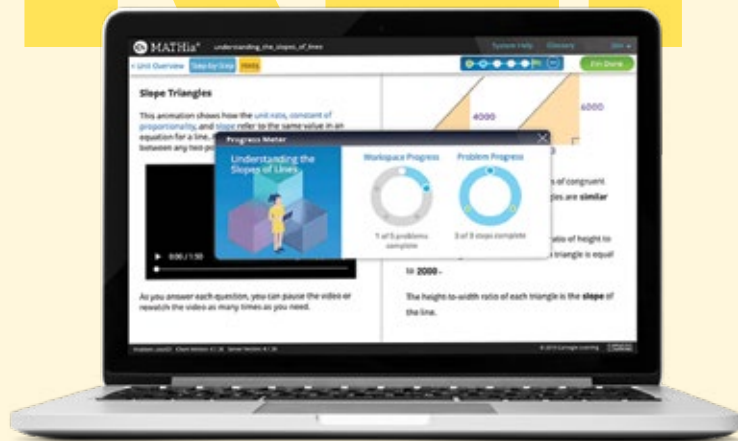 MATHia®
understanding_the_slopes_of_lines
System Help
Glossary
< Unit Overview
Step by Step
Hints
I'm Done
Slope Triangles
This animation shows how the unit rate, constant of
proportionality, and slope refer to the same value in an
equation for a line.
between any two
Progress Meter
Understanding the
Slopes of Lines
Workspace Progress
Problem Progress
1 of 5 problems
complete
3 of 3 steps complete
0:00 / 1:50
As you answer each question, you can pause the video or
rewatch the video as many times as you need.
4000
6000
of congruent
are similar
ratio of height to
triangle is equal
to 2000.
The height-to-width ratio of each triangle is the slope of
the line.
© 2019 Carnegie Learning